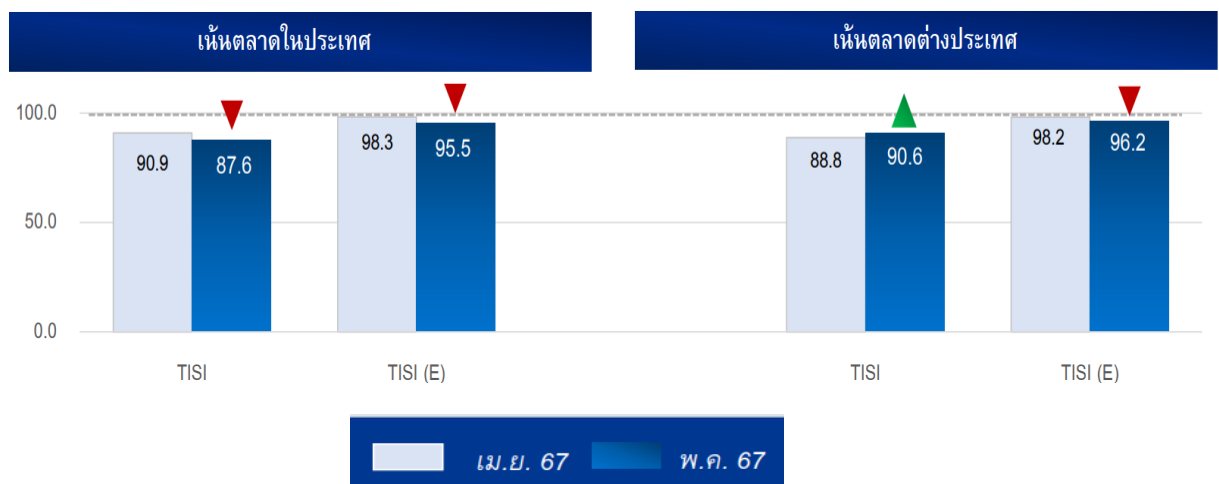 เน้นตลาดในประเทศ
เน้นตลาดต่างประเทศ
100.0
50.0
0.0
90.9
87.6
98.3
95.5
88.8
90.6
98.2
96.2
TISI
TISI (E)
TISI
TISI (E)
เม.ย. 67
พ.ค. 67